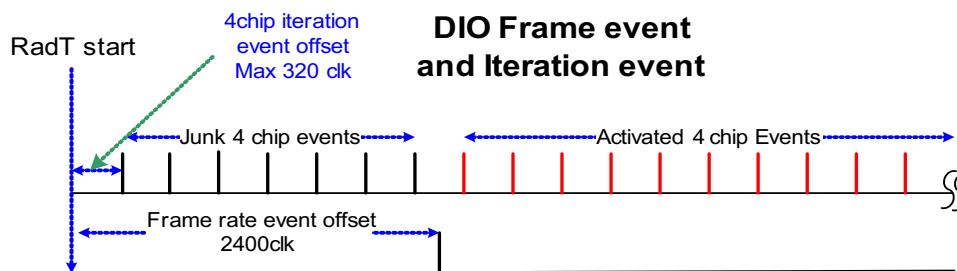 4chip iteration
event offset
Max 320 clk
DIO Frame event
and Iteration event
RadT start
Junk 4 chip events
Activated 4 chip Events
Frame rate event offset
2400clk